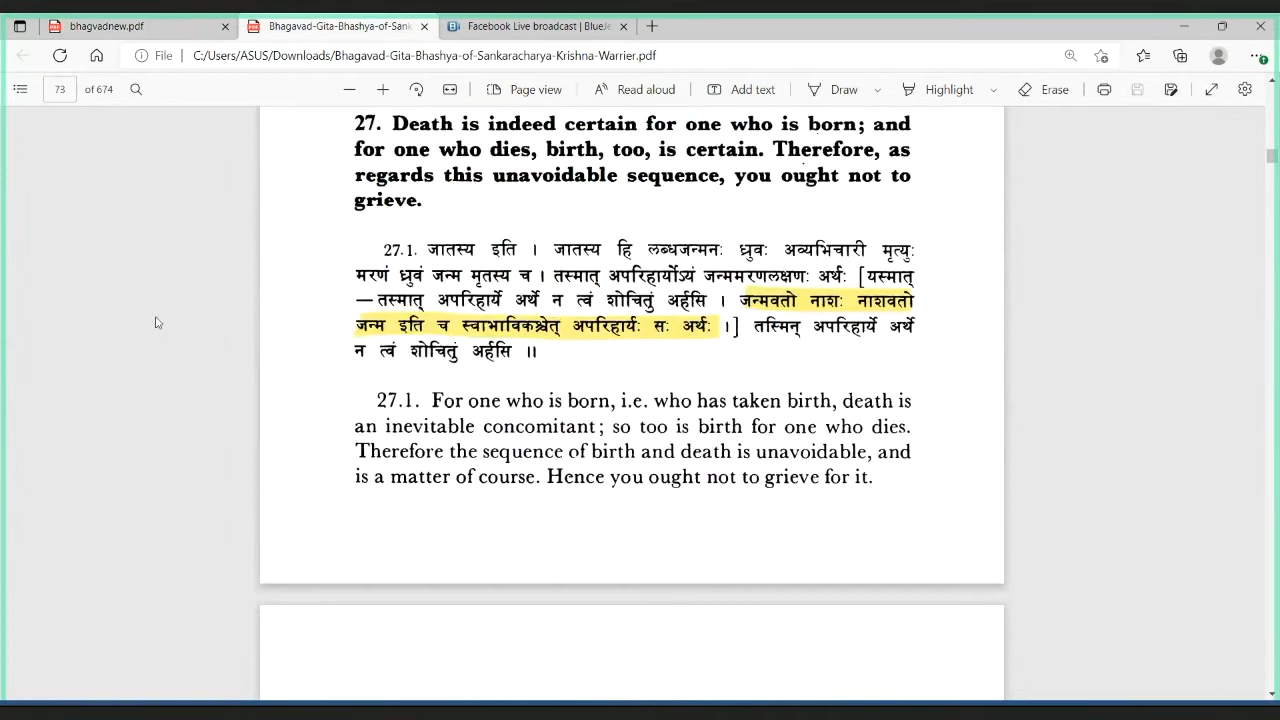 bhagvadnew.pdf
Bhagavad-Gita-Bhashya-of-Sank
Facebook Live broadcast | BlueJe
File
C:/Users/ASUS/Downloads/Bhagavad-Gita-Bhashya-of-Sankaracharya-Krishna-Warrier.pdf
73 of 674
Page view
Read aloud
Add text
Draw
Highlight
Erase
27. Death is indeed certain for one who is born; and
for one who dies, birth, too, is certain. Therefore, as
regards this unavoidable sequence, you ought not to
grieve.
27.1. जातस्य इति । जातस्य हि लब्धजन्मनः ध्रुवः अव्यभिचारी मृत्युः
मरणं ध्रुवं जन्म मृतस्य च । तस्मात् अपरिहार्योऽयं जन्ममरणलक्षणः अर्थः [यस्मात्
—तस्मात् अपरिहार्ये अर्थे न त्वं शोचितुं अर्हसि । जन्मवतो नाशः नाशवतो
जन्म इति च स्वाभाविकश्चेत् अपरिहार्यः सः अर्थः ।] तस्मिन् अपरिहार्ये अर्थे
न त्वं शोचितुं अर्हसि ।।
27.1. For one who is born, i.e. who has taken birth, death is
an inevitable concomitant; so too is birth for one who dies.
Therefore the sequence of birth and death is unavoidable, and
is a matter of course. Hence you ought not to grieve for it.